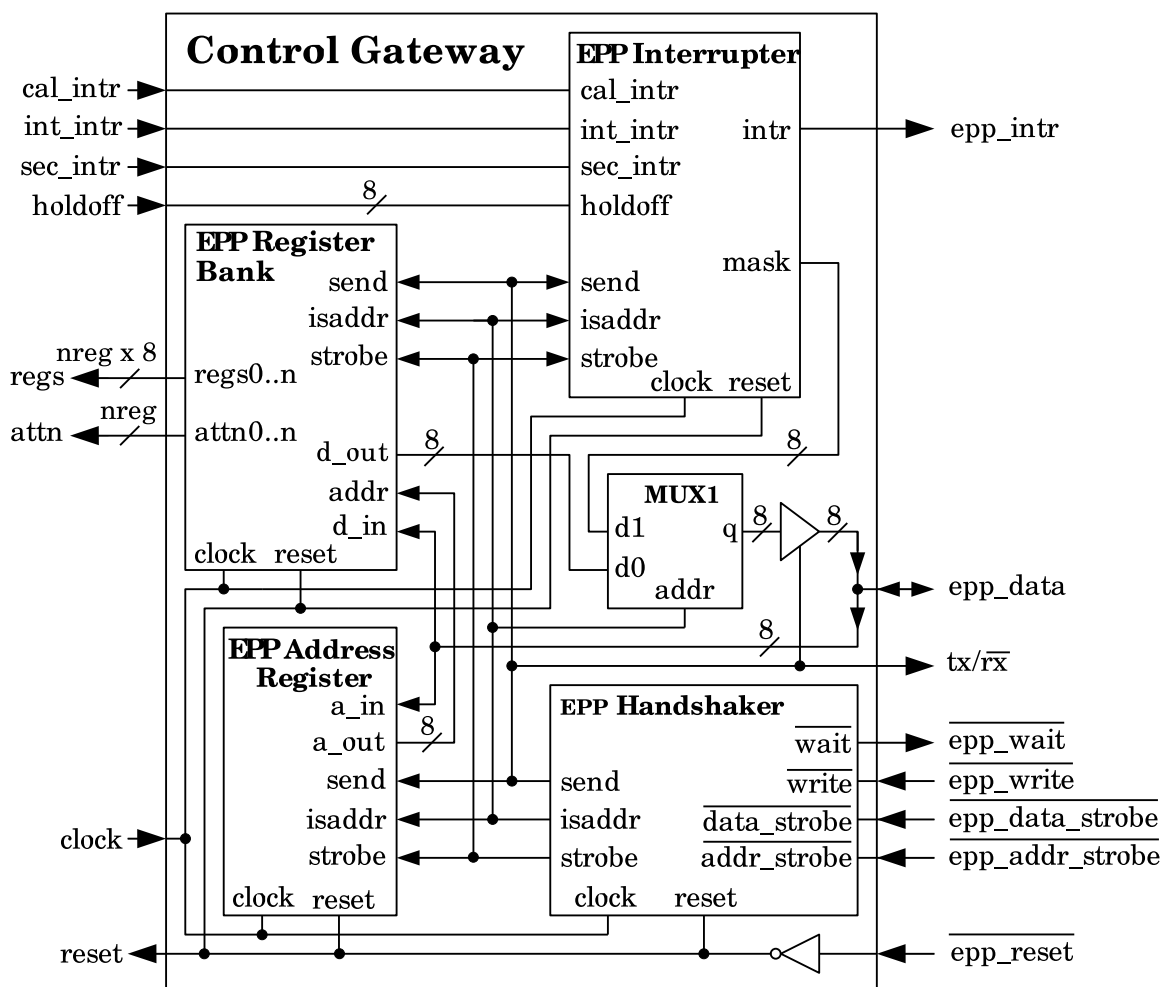 Control Gateway
cal_intr
int_intr
sec_intr
holdoff
8
EPP Interrupter
cal_intr
int_intr
sec_intr
holdoff
intr
mask
send
isaddr
strobe
clock reset
epp_intr
EPP Register
Bank
send
isaddr
strobe
regs0..n
attn0..n
d_out
addr
d_in
clock reset
nreg x 8
regs
nreg
attn
8
8
MUX1
d1
d0
q
addr
8
8
epp_data
8
tx/r̅x̅
EPP Address
Register
a_in
a_out
8
send
isaddr
strobe
clock reset
EPP Handshaker
send
isaddr
strobe
wait
write
data_strobe
addr_strobe
clock reset
epp_wait
epp_write
epp_data_strobe
epp_addr_strobe
clock
reset
epp_reset